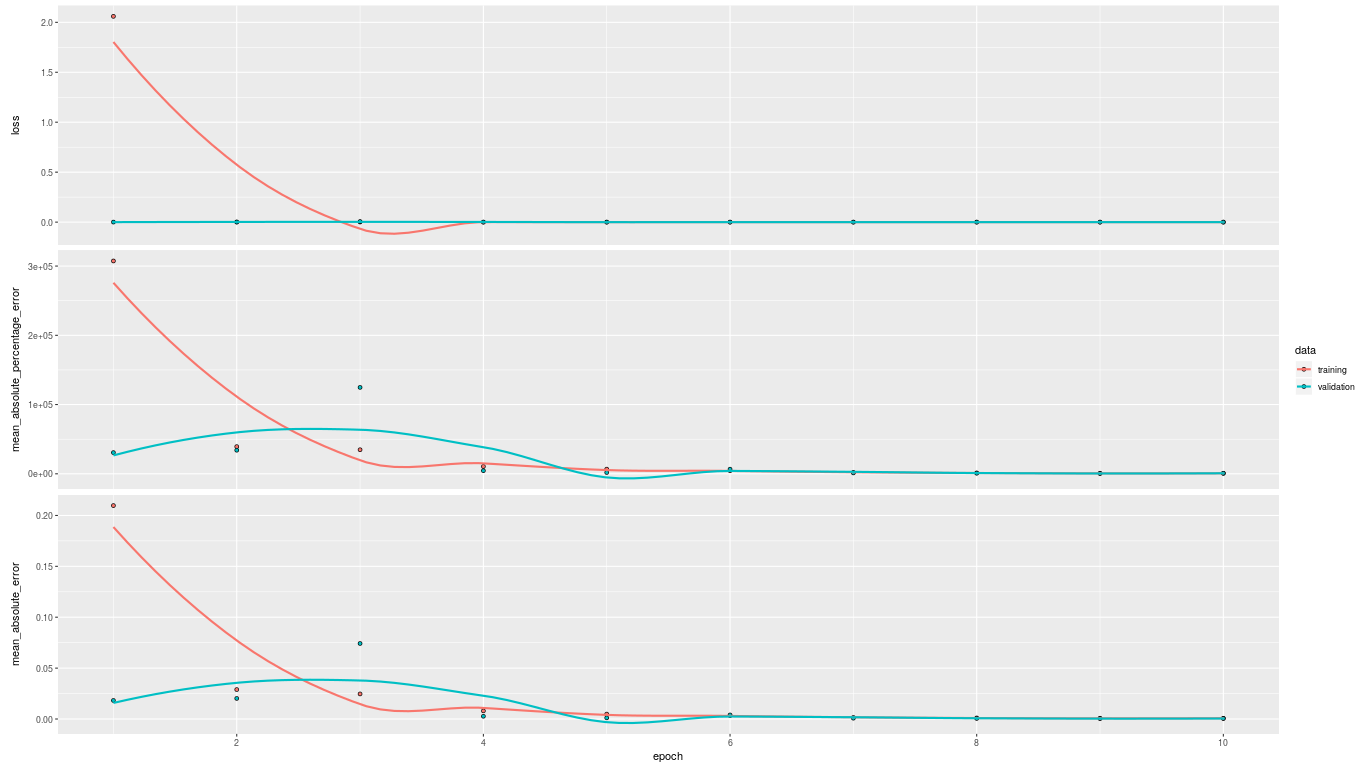 loss
2.0
1.5
1.0
0.5
0.0
mean_absolute_percentage_error
3e+05
2e+05
1e+05
0e+00
mean_absolute_error
0.20
0.15
0.10
0.05
0.00
2 4 6 8 10
epoch
data
training
validation